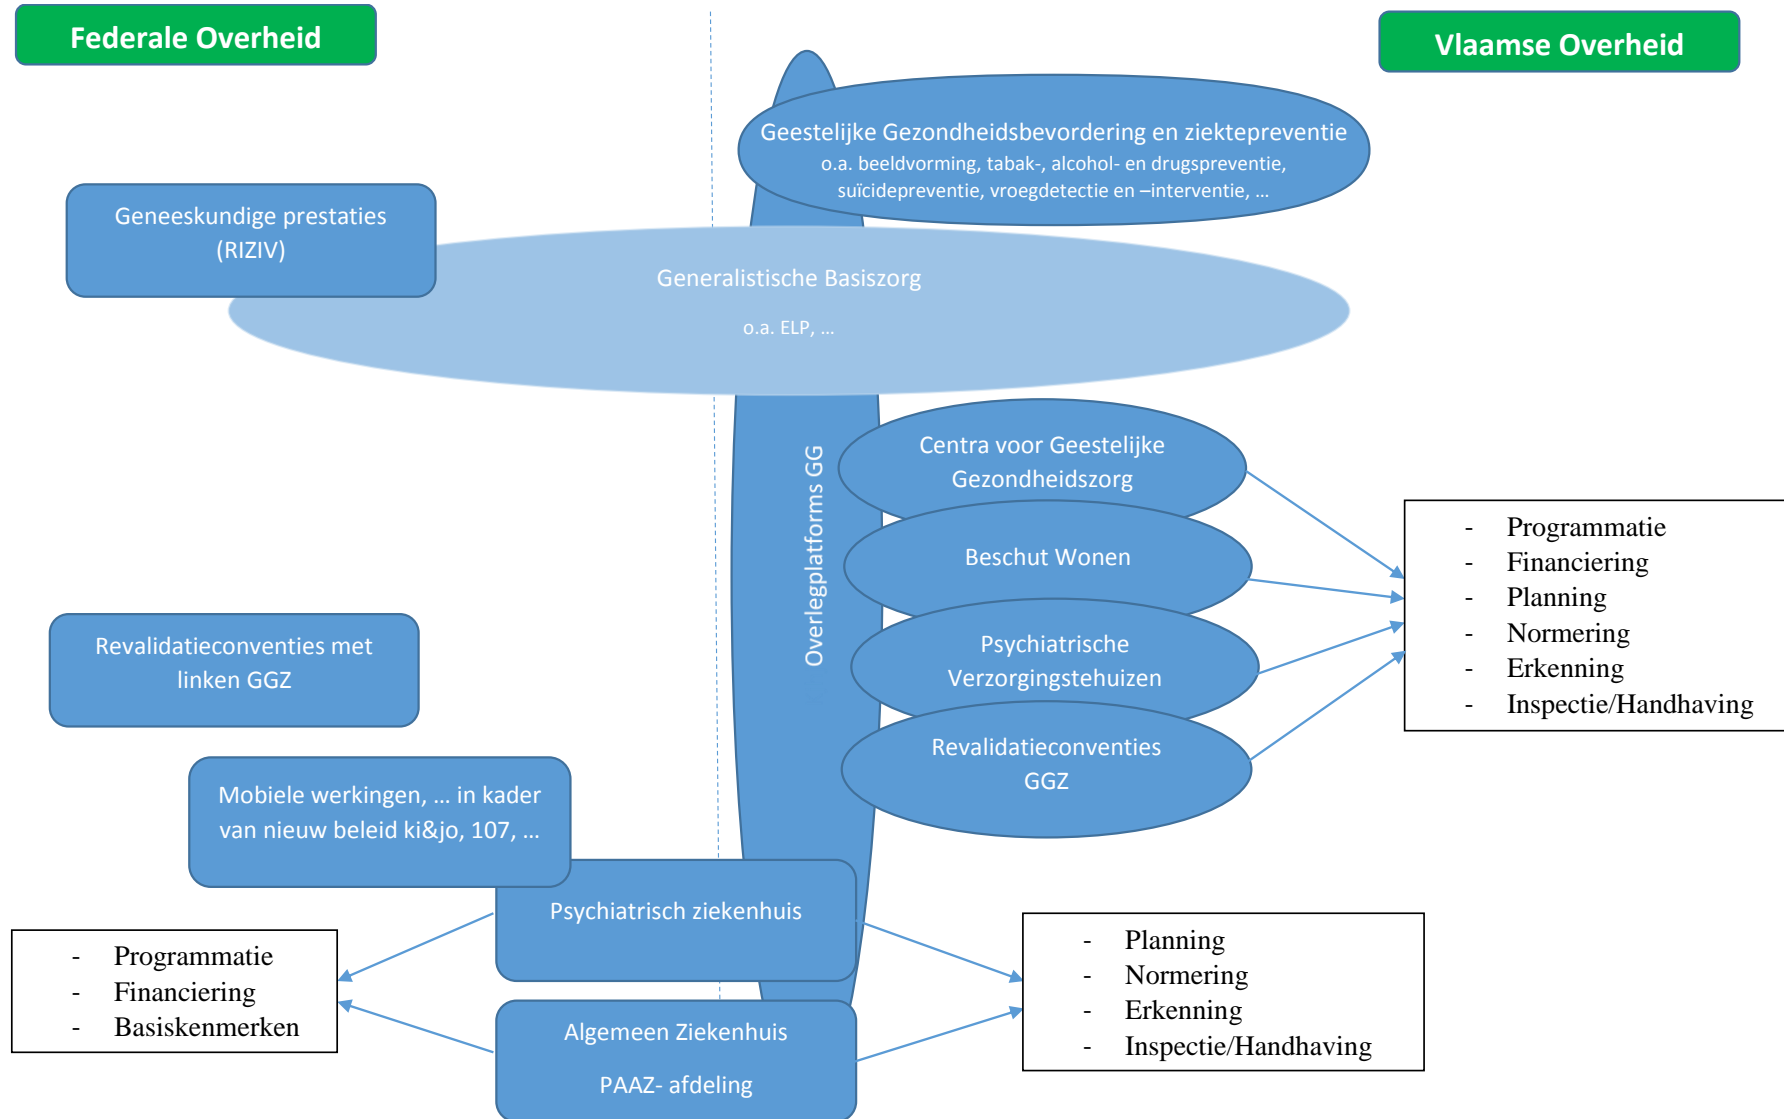 Federale Overheid
Vlaamse Overheid
Geestelijke Gezondheidsbevordering en ziektepreventie
o.a. beeldvorming, tabak-, alcohol- en drugspreventie,
suïcidepreventie, vroegdetectie en –interventie, ...
Geneeskundige prestaties
(RIZIV)
Generalistische Basiszorg
o.a. ELP, ...
Overlegplatforms GG
Centra voor Geestelijke
Gezondheidszorg
Beschut Wonen
Psychiatrische
Verzorgingstehuizen
Revalidatieconventies
GGZ
- Programmatie
- Financiering
- Planning
- Normering
- Erkenning
- Inspectie/Handhaving
Revalidatieconventies met
linken GGZ
Mobiele werkingen, ... in kader
van nieuw beleid ki&jo, 107, ...
Psychiatrisch ziekenhuis
- Programmatie
- Financiering
- Basiskenmerken
Algemeen Ziekenhuis
PAAZ- afdeling
- Planning
- Normering
- Erkenning
- Inspectie/Handhaving